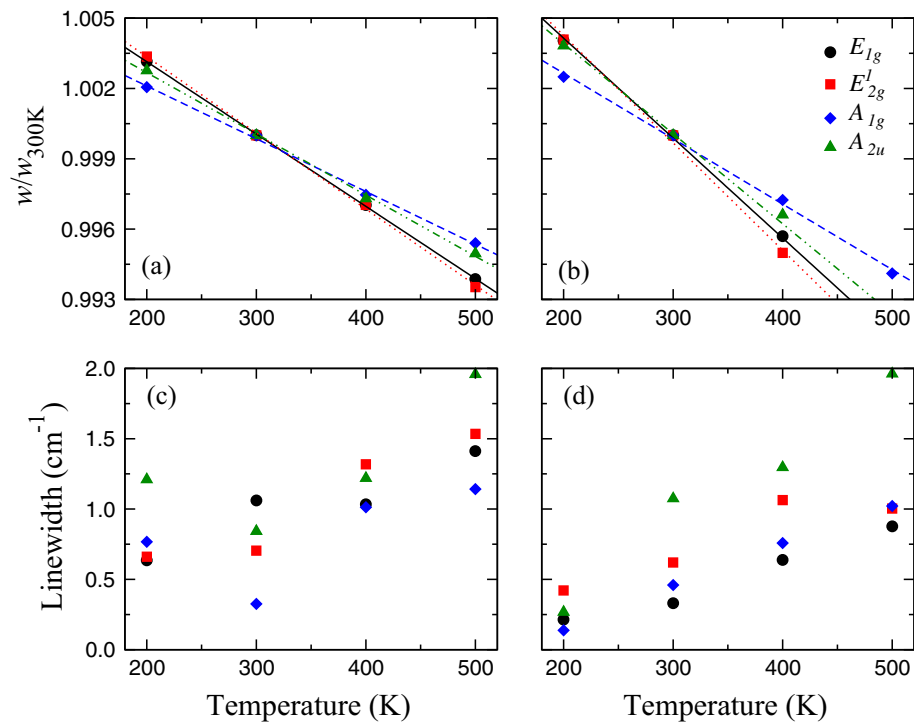 1.005
1.002
0.999
0.996
0.993
w/w300K
(a)
200 300 400 500
Temperature (K)
(b)
E1g
E12g
A1g
A2u
200 300 400 500
Temperature (K)
2.0
1.5
1.0
0.5
0.0
Linewidth (cm-1)
(c)
200 300 400 500
Temperature (K)
(d)
200 300 400 500
Temperature (K)